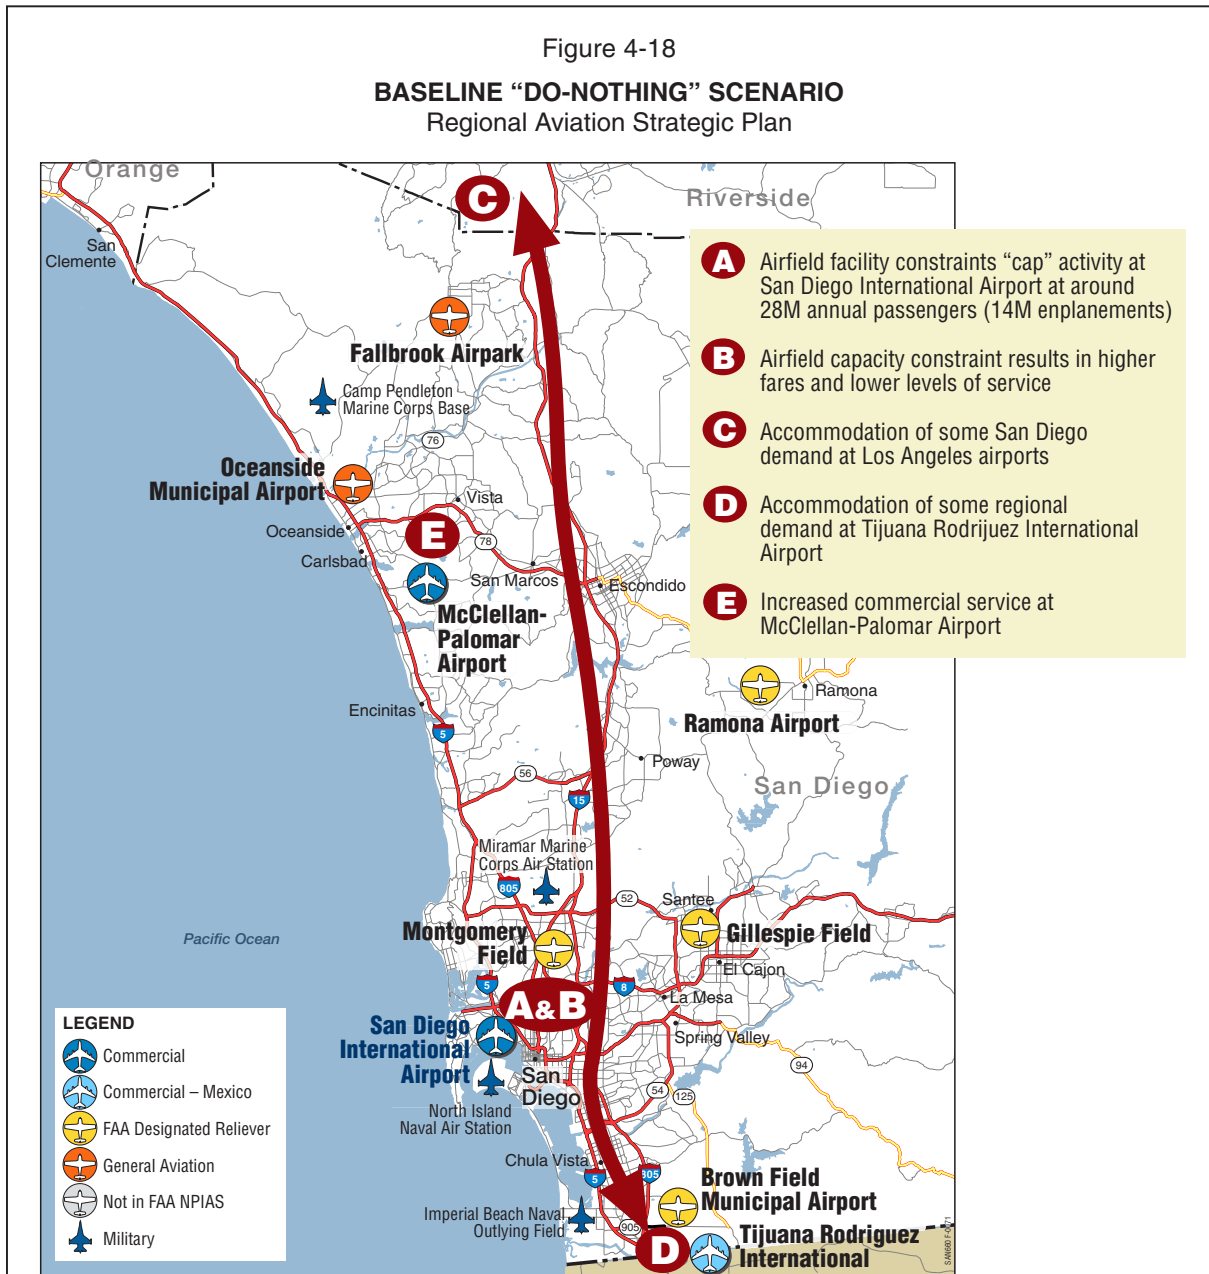 Figure 4-18
BASELINE “DO-NOTHING” SCENARIO
Regional Aviation Strategic Plan
Orange
Riverside
San
Clemente
C
A
Airfield facility constraints “cap” activity at
San Diego International Airport at around
28M annual passengers (14M enplanements)
B
Airfield capacity constraint results in higher
fares and lower levels of service
C
Accommodation of some San Diego
demand at Los Angeles airports
D
Accommodation of some regional
demand at Tijuana Rodrijuez International
Airport
E
Increased commercial service at
McClellan-Palomar Airport
Fallbrook Airpark
Camp Pendleton
Marine Corps Base
76
Oceanside
Municipal Airport
Vista
Oceanside
E
78
Carlsbad
San Marcos
Escondido
McClellan-
Palomar
Airport
Ramona
Encinitas
Ramona Airport
5
Poway
56
San Diego
15
Miramar Marine
Corps Air Station
805
52
Santee
Montgomery
Field
Gillespie Field
Pacific Ocean
El Cajon
5
8
A&B
La Mesa
San Diego
International
Airport
Spring Valley
San
Diego
94
54
125
North Island
Naval Air Station
Chula Vista
5
805
Brown Field
Municipal Airport
Imperial Beach Naval
Outlying Field
905
D
Tijuana Rodriguez
International
LEGEND
Commercial
Commercial – Mexico
FAA Designated Reliever
General Aviation
Not in FAA NPIAS
Military